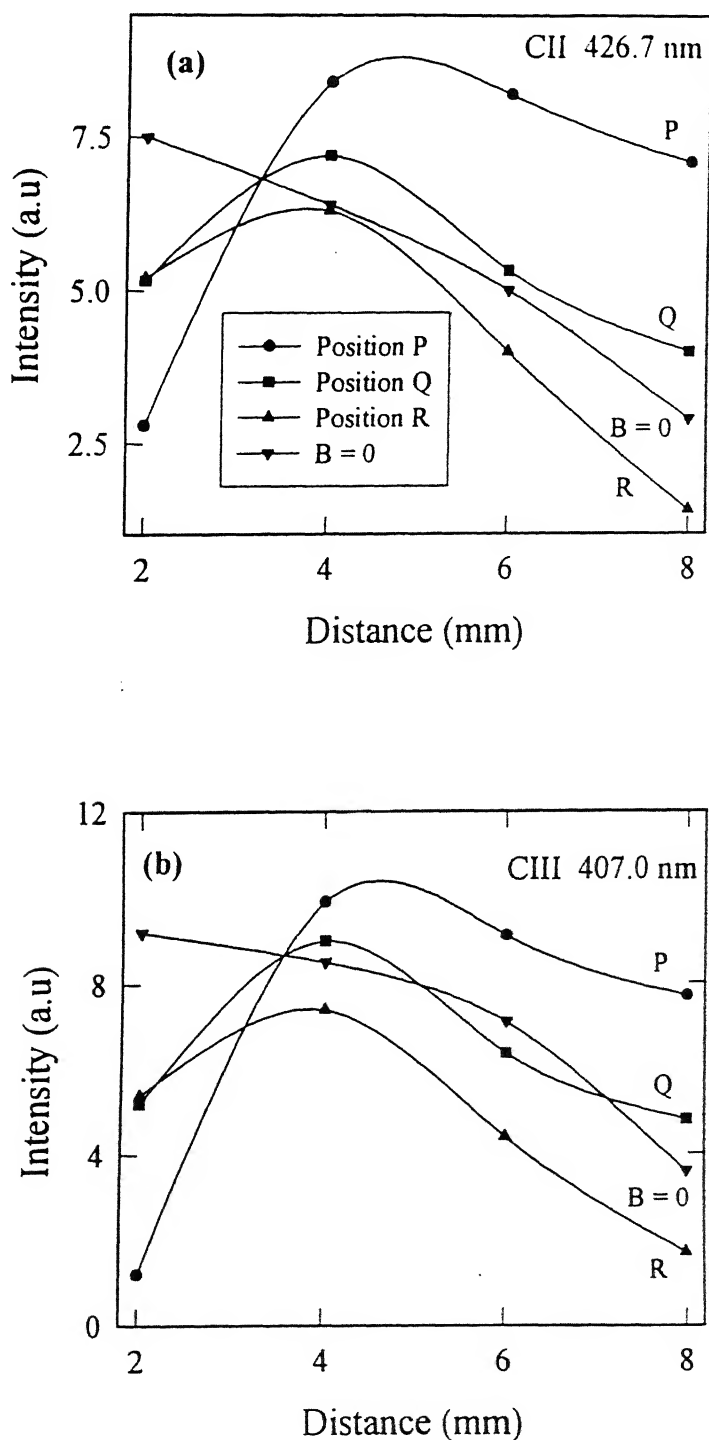 (a)
CII 426.7 nm
P
7.5
Intensity (a.u)
5.0
Q
Position P
Position Q
Position R
B = 0
B = 0
2.5
R
2 4 6 8
Distance (mm)
12
(b)
CIII 407.0 nm
P
8
Intensity (a.u)
Q
4
B = 0
R
0
2 4 6 8
Distance (mm)